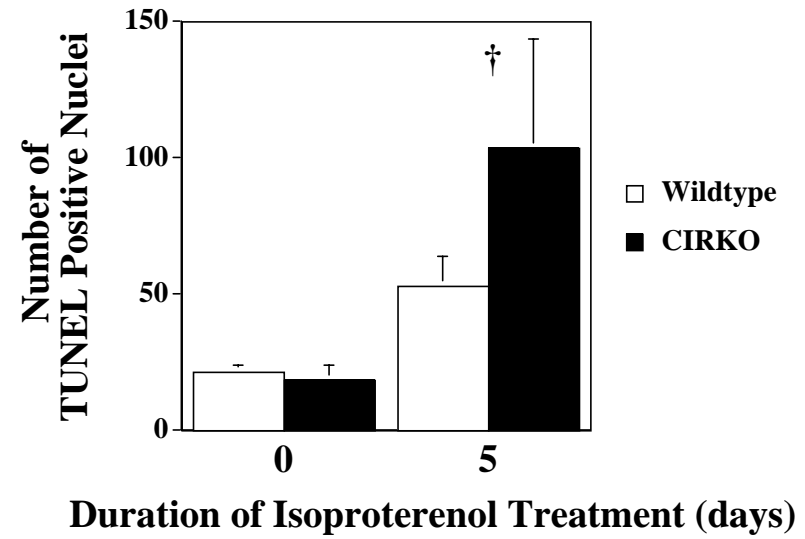 Number of
TUNEL Positive Nuclei
150
100
50
0
†
0
5
Duration of Isoproterenol Treatment (days)
Wildtype
CIRKO